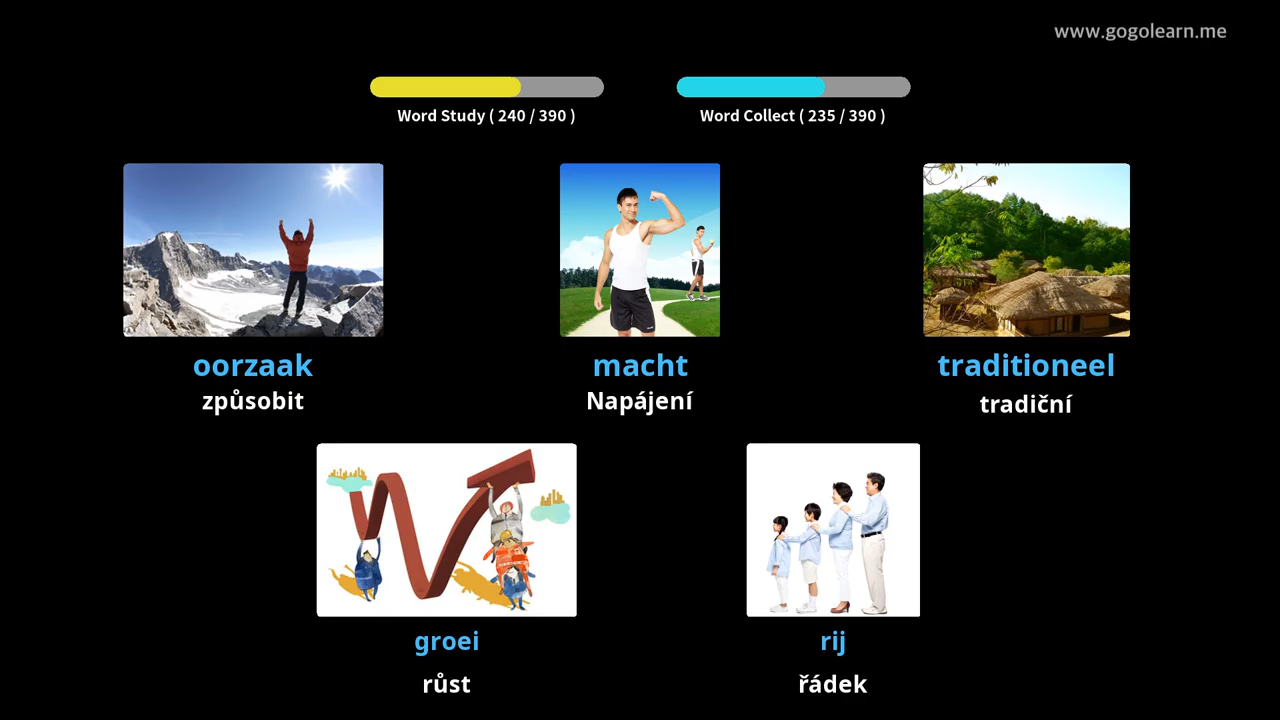 www.gogolearn.me
Word Study ( 240 / 390 )
Word Collect ( 235 / 390 )
oorzaak
způsobit
macht
Napájení
traditioneel
tradiční
groei
růst
rij
řádek